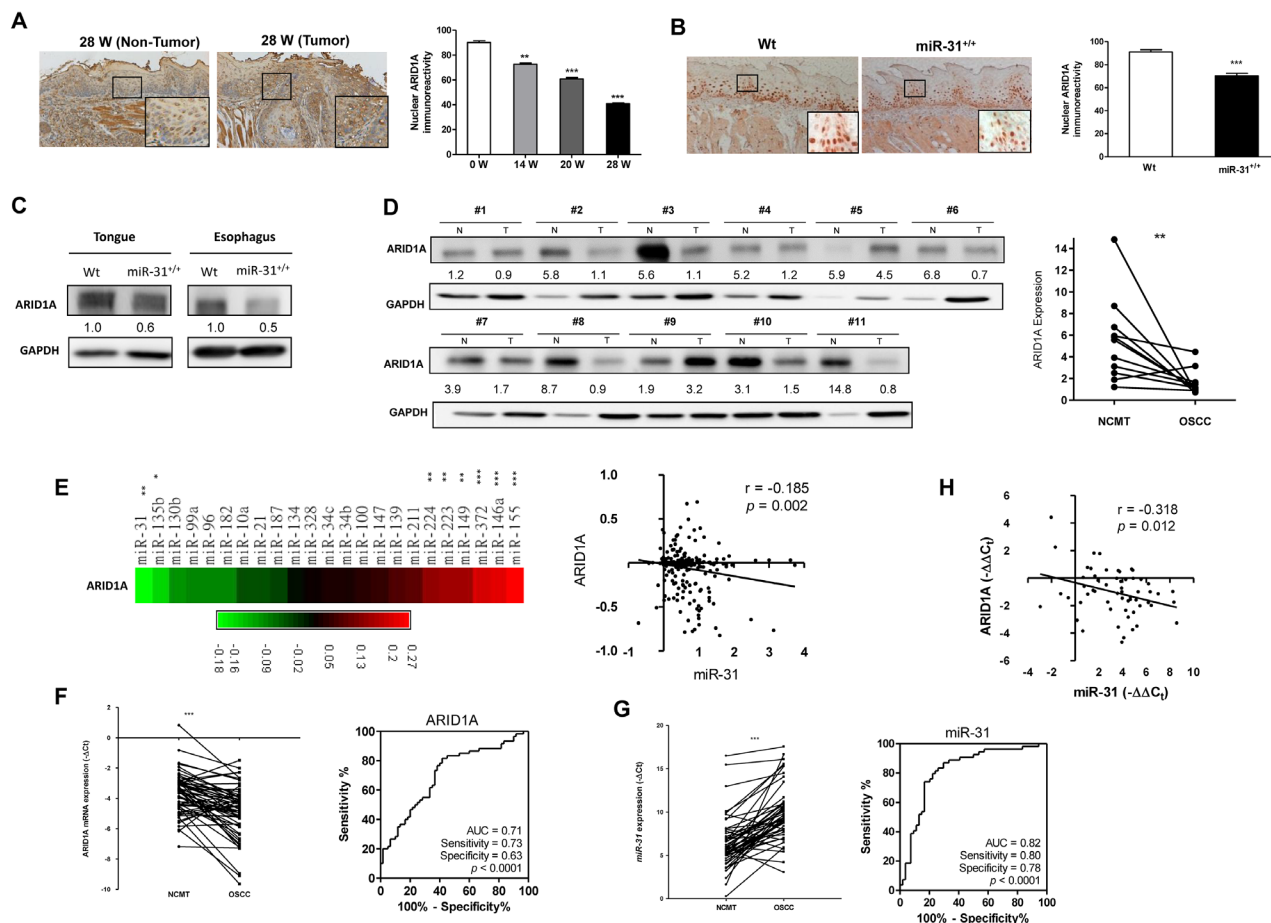 A
28 W (Non-Tumor)
28 W (Tumor)
Nuclear ARID1A
immunoreactivity
100
80
60
40
20
0
**
***
***
0 W
14 W
20 W
28 W
B
Wt
miR-31+/+
Nuclear ARID1A
immunoreactivity
100
80
60
40
20
0
***
Wt
miR-31+/+
C
Tongue
Esophagus
Wt
miR-31+/+
Wt
miR-31+/+
ARID1A
1.0
0.6
1.0
0.5
GAPDH
D
#1
#2
#3
#4
#5
#6
N T N T N T N T N T N T
ARID1A
1.2 0.9 5.8 1.1 5.6 1.1 5.2 1.2 5.9 4.5 6.8 0.7
GAPDH
#7
#8
#9
#10
#11
N T N T N T N T N T
ARID1A
3.9 1.7 8.7 0.9 1.9 3.2 3.1 1.5 14.8 0.8
GAPDH
ARID1A Expression
16
14
12
10
8
6
4
2
0
**
NCMT
OSCC
E
** * ** ** ** *** *** ***
miR-31
miR-135b
miR-130b
miR-99a
miR-96
miR-182
miR-10a
miR-21
miR-187
miR-134
miR-328
miR-34c
miR-34b
miR-100
miR-147
miR-139
miR-211
miR-224
miR-223
miR-149
miR-372
miR-146a
miR-155
ARID1A
-0.18
-0.16
-0.09
-0.02
0.05
0.13
0.2
0.27
ARID1A
1.0
0.5
0.0
-0.5
-1.0
r = -0.185
p = 0.002
-1 0 1 2 3 4
miR-31
H
ARID1A (-ΔΔCt)
6
4
2
0
-2
-4
-6
r = -0.318
p = 0.012
-4 -2 0 2 4 6 8 10
miR-31 (-ΔΔCt)
F
ARID1A mRNA expression (-ΔCt)
2
0
-2
-4
-6
-8
-10
***
NCMT
OSCC
ARID1A
Sensitivity %
100
80
60
40
20
0
AUC = 0.71
Sensitivity = 0.73
Specificity = 0.63
p < 0.0001
0 20 40 60 80 100
100% - Specificity%
G
miR-31 expression (-ΔCt)
20
15
10
5
0
***
NCMT
OSCC
miR-31
Sensitivity %
100
80
60
40
20
0
AUC = 0.82
Sensitivity = 0.80
Specificity = 0.78
p < 0.0001
0 20 40 60 80 100
100% - Specificity%